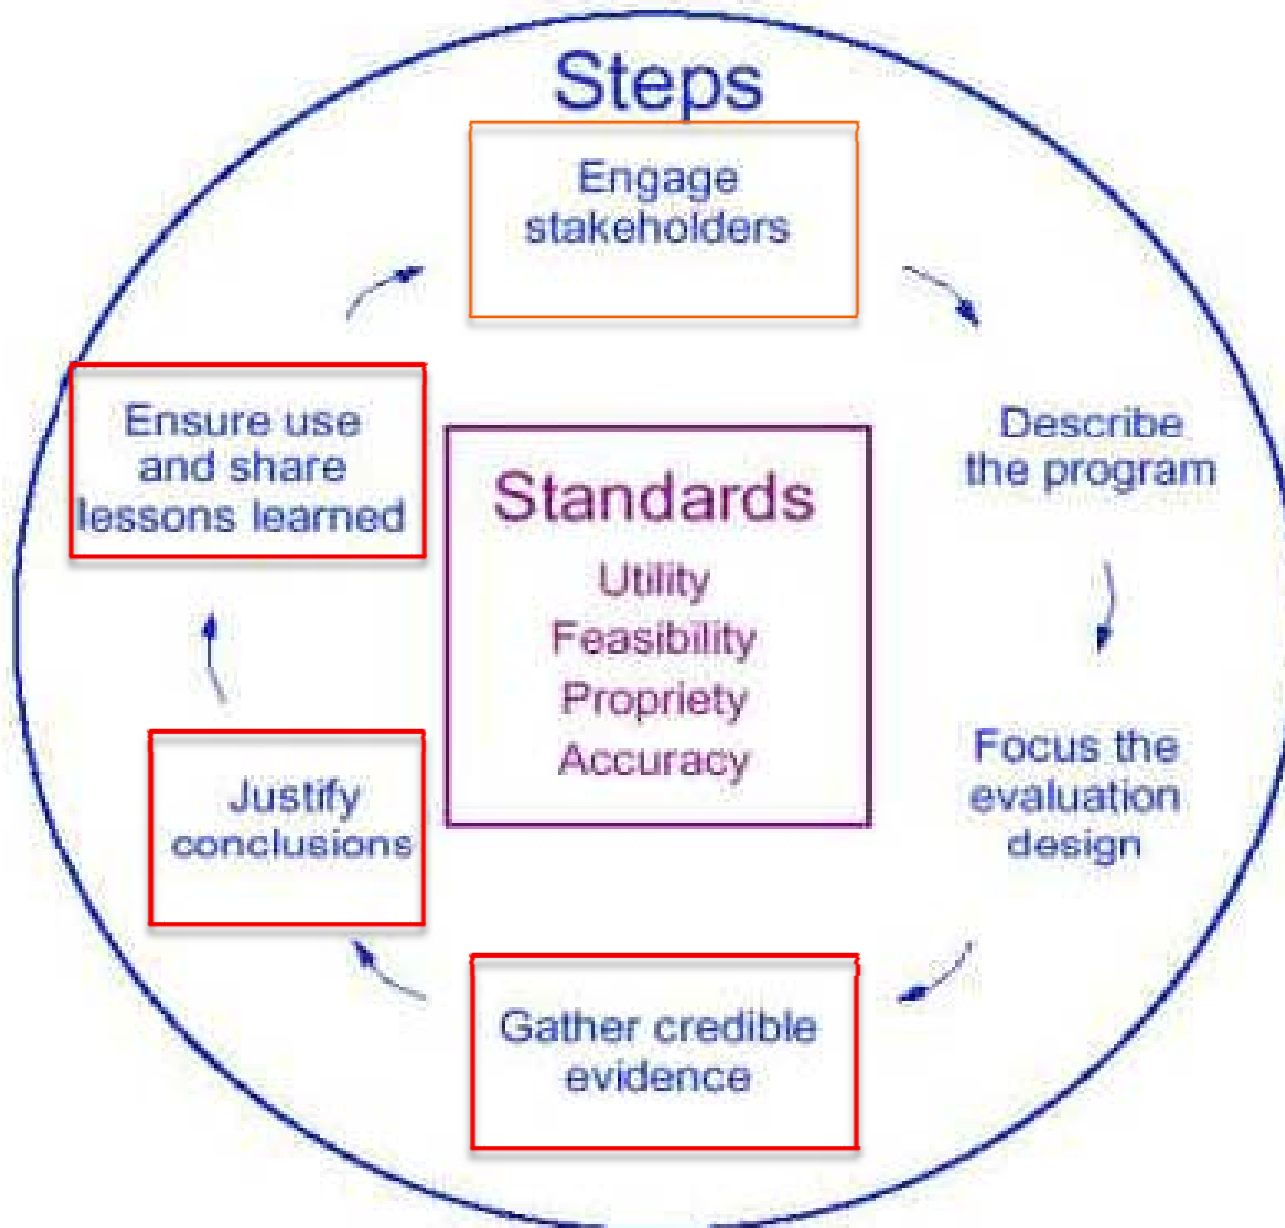 Steps
Engage
stakeholders
Describe
the program
Focus the
evaluation
design
Gather credible
evidence
Justify
conclusions
Ensure use
and share
lessons learned
Standards
Utility
Feasibility
Propriety
Accuracy